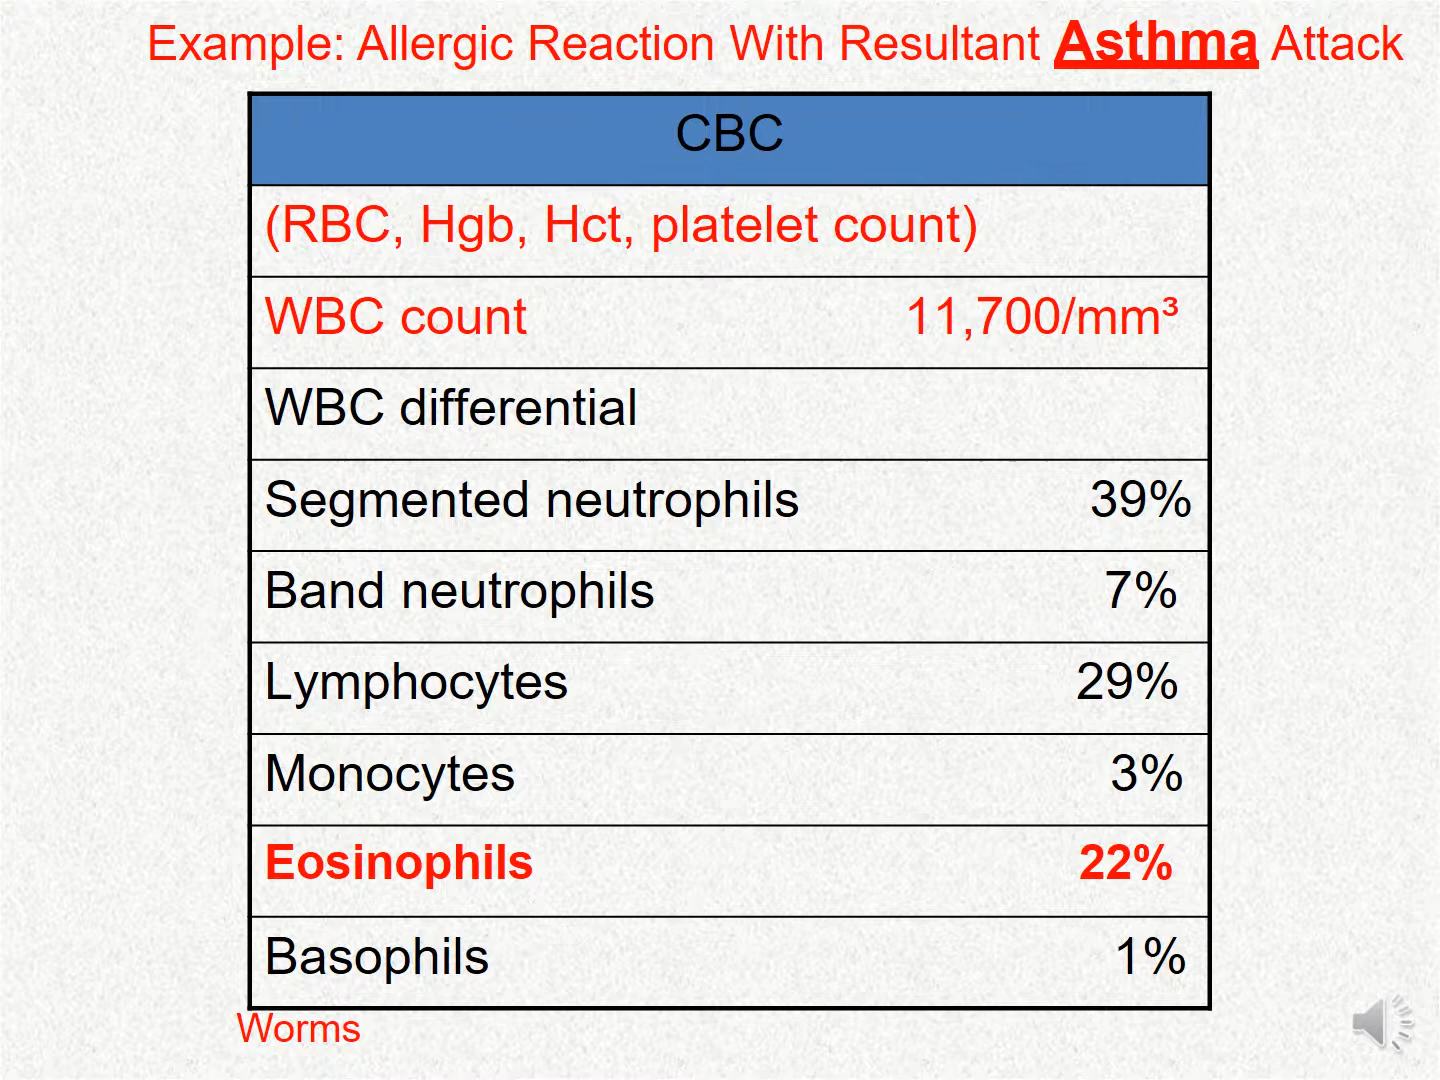 Example: Allergic Reaction With Resultant Asthma Attack
CBC
(RBC, Hgb, Hct, platelet count)
WBC count 11,700/mm³
WBC differential
Segmented neutrophils 39%
Band neutrophils 7%
Lymphocytes 29%
Monocytes 3%
Eosinophils 22%
Basophils 1%
Worms